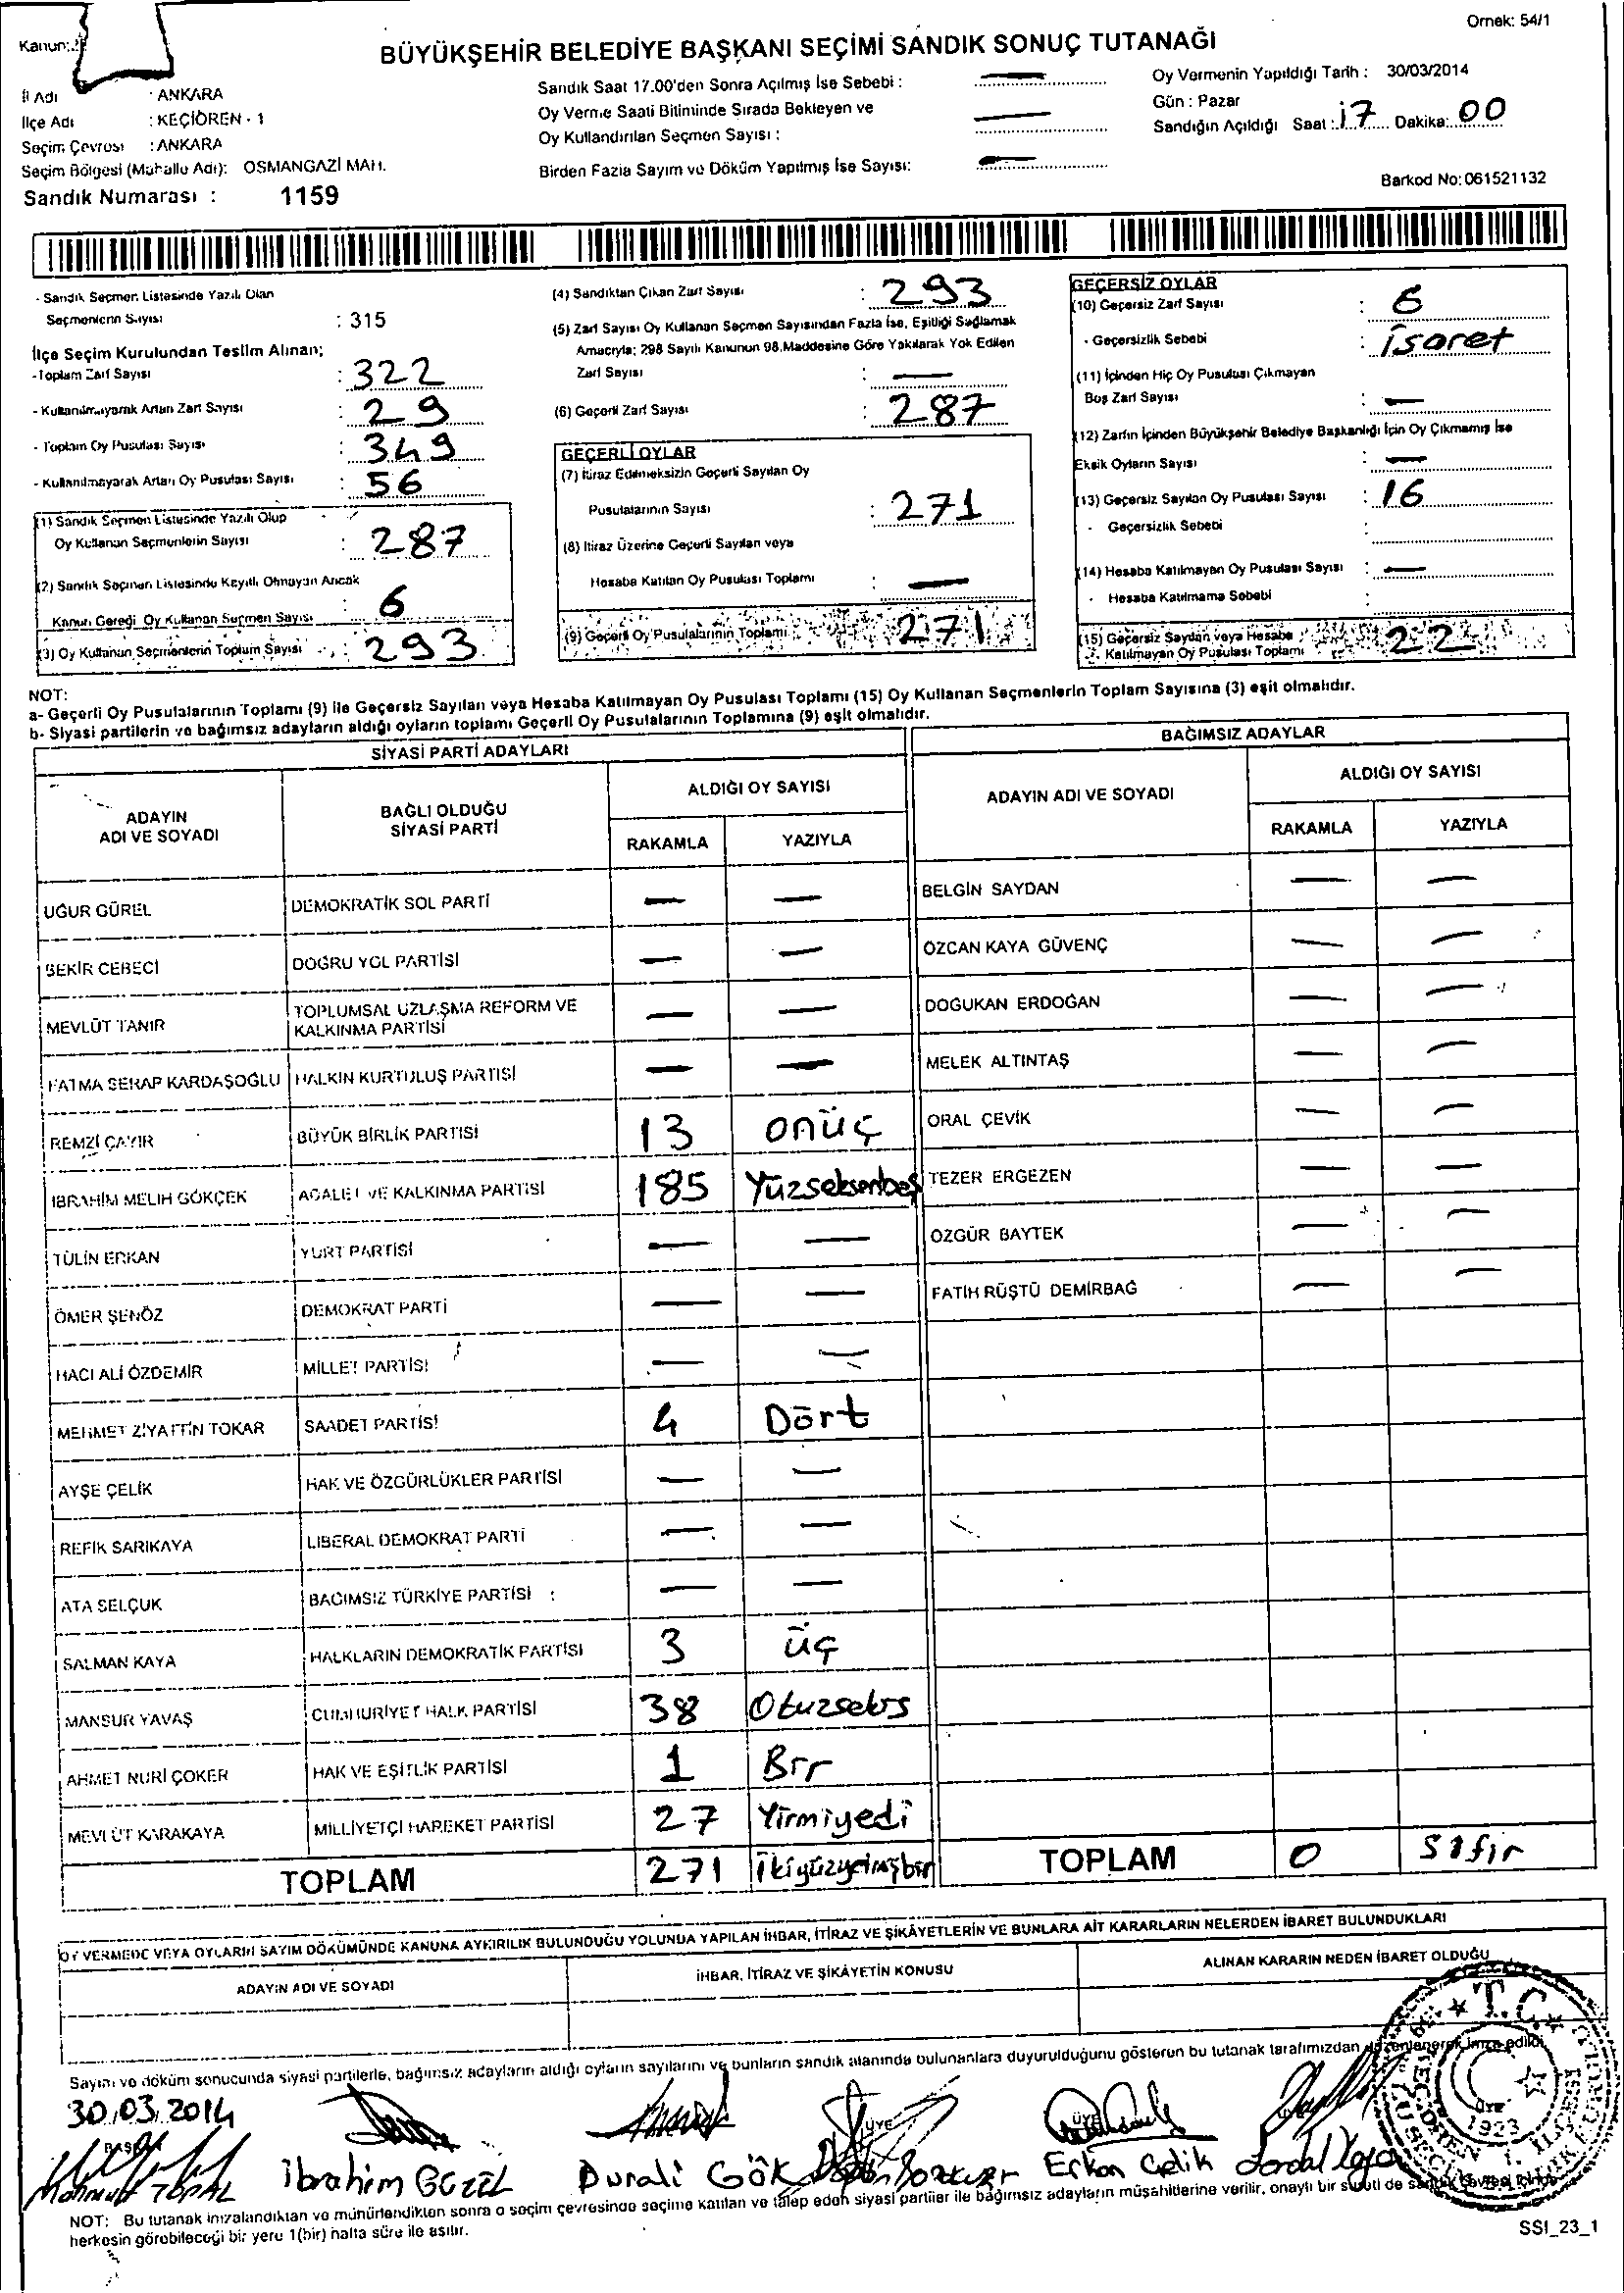 Ornek: 54/1
Kanun:
BÜYÜKŞEHİR BELEDİYE BAŞKANI SEÇİMİ SANDIK SONUÇ TUTANAĞI
İl Adı : ANKARA
İlçe Adı : KEÇİÖREN - 1
Seçim Çevresi : ANKARA
Seçim Bölgesi (Mahalle Adı): OSMANGAZİ MAH.
Sandık Numarası : 1159
Sandık Saat 17.00'den Sonra Açılmış İse Sebebi : —
Oy Verme Saati Bitiminde Sırada Bekleyen ve
Oy Kullandırılan Seçmen Sayısı : —
Birden Fazla Sayım ve Döküm Yapılmış İse Sayısı: —
Oy Vermenin Yapıldığı Tarih : 30/03/2014
Gün : Pazar
Sandığın Açıldığı Saat : 17 Dakika: 00
Barkod No: 061521132
- Sandık Seçmen Listesinde Yazılı Olan
Seçmenlerin Sayısı : 315
İlçe Seçim Kurulundan Teslim Alınan;
- Toplam Zarf Sayısı : 322
- Kullanılmayarak Artan Zarf Sayısı : 29
- Toplam Oy Pusulası Sayısı : 349
- Kullanılmayarak Artan Oy Pusulası Sayısı : 56
(1) Sandık Seçmen Listesinde Yazılı Olup
Oy Kullanan Seçmenlerin Sayısı : 287
(2) Sandık Seçmen Listesinde Kayıtlı Olmayan Ancak
Kanun Gereği Oy Kullanan Seçmen Sayısı : 6
(3) Oy Kullanan Seçmenlerin Toplam Sayısı : 293
(4) Sandıktan Çıkan Zarf Sayısı : 293
(5) Zarf Sayısı Oy Kullanan Seçmen Sayısından Fazla İse, Eşitliği Sağlamak
Amacıyla; 298 Sayılı Kanunun 98.Maddesine Göre Yakılarak Yok Edilen
Zarf Sayısı : —
(6) Geçerli Zarf Sayısı : 287
GEÇERLİ OYLAR
(7) İtiraz Edilmeksizin Geçerli Sayılan Oy
Pusulalarının Sayısı : 271
(8) İtiraz Üzerine Geçerli Sayılan veya
Hesaba Katılan Oy Pusulası Toplamı : —
(9) Geçerli Oy Pusulalarının Toplamı : 271
GEÇERSİZ OYLAR
(10) Geçersiz Zarf Sayısı : 6
- Geçersizlik Sebebi : işaret
(11) İçinden Hiç Oy Pusulası Çıkmayan
Boş Zarf Sayısı : —
(12) Zarfın İçinden Büyükşehir Belediye Başkanlığı İçin Oy Çıkmamış İse
Eksik Oyların Sayısı : —
(13) Geçersiz Sayılan Oy Pusulası Sayısı : 16
- Geçersizlik Sebebi :
(14) Hesaba Katılmayan Oy Pusulası Sayısı : —
- Hesaba Katılmama Sebebi :
(15) Geçersiz Sayılan veya Hesaba
Katılmayan Oy Pusulası Toplamı : 22
NOT:
a- Geçerli Oy Pusulalarının Toplamı (9) ile Geçersiz Sayılan veya Hesaba Katılmayan Oy Pusulası Toplamı (15) Oy Kullanan Seçmenlerin Toplam Sayısına (3) eşit olmalıdır.
b- Siyasi partilerin ve bağımsız adayların aldığı oyların toplamı Geçerli Oy Pusulalarının Toplamına (9) eşit olmalıdır.
SİYASİ PARTİ ADAYLARI
ADAYIN ADI VE SOYADI BAĞLI OLDUĞU SİYASİ PARTİ ALDIĞI OY SAYISI
RAKAMLA YAZIYLA
UĞUR GÜREL DEMOKRATİK SOL PARTİ — —
BEKİR CEBECİ DOĞRU YOL PARTİSİ — —
MEVLÜT TANIR TOPLUMSAL UZLAŞMA REFORM VE KALKINMA PARTİSİ — —
FATMA SERAP KARDAŞOĞLU HALKIN KURTULUŞ PARTİSİ — —
REMZİ ÇAYIR BÜYÜK BİRLİK PARTİSİ 13 onüç
İBRAHİM MELİH GÖKÇEK ADALET VE KALKINMA PARTİSİ 185 Yüzseksenbeş
TÜLİN ERKAN YURT PARTİSİ — —
ÖMER ŞENÖZ DEMOKRAT PARTİ — —
HACI ALİ ÖZDEMİR MİLLET PARTİSİ — —
MEHMET ZİYATTİN TOKAR SAADET PARTİSİ 4 Dört
AYŞE ÇELİK HAK VE ÖZGÜRLÜKLER PARTİSİ — —
REFİK SARIKAYA LİBERAL DEMOKRAT PARTİ — —
ATA SELÇUK BAĞIMSIZ TÜRKİYE PARTİSİ — —
SALMAN KAYA HALKLARIN DEMOKRATİK PARTİSİ 3 üç
MANSUR YAVAŞ CUMHURİYET HALK PARTİSİ 38 Otuzsekis
AHMET NURİ ÇOKER HAK VE EŞİTLİK PARTİSİ 1 Bir
MEVLÜT KARAKAYA MİLLİYETÇİ HAREKET PARTİSİ 27 Yirmiyedi
TOPLAM 271 ikiyüzyetmişbir
BAĞIMSIZ ADAYLAR
ADAYIN ADI VE SOYADI ALDIĞI OY SAYISI
RAKAMLA YAZIYLA
BELGİN SAYDAN — —
ÖZCAN KAYA GÜVENÇ — —
DOĞUKAN ERDOĞAN — —
MELEK ALTINTAŞ — —
ORAL ÇEVİK — —
TEZER ERGEZEN — —
ÖZGÜR BAYTEK — —
FATİH RÜŞTÜ DEMİRBAĞ — —
TOPLAM 0 Sıfır
OY VERMEDE VEYA OYLARIN SAYIM DÖKÜMÜNDE KANUNA AYKIRILIK BULUNDUĞU YOLUNDA YAPILAN İHBAR, İTİRAZ VE ŞİKÂYETLERİN VE BUNLARA AİT KARARLARIN NELERDEN İBARET BULUNDUKLARI
ADAYIN ADI VE SOYADI İHBAR, İTİRAZ VE ŞİKÂYETİN KONUSU ALINAN KARARIN NEDEN İBARET OLDUĞU
Sayım ve döküm sonucunda siyasi partilerle, bağımsız adayların aldığı oyların sayılarını ve bunların sandık alanında bulunanlara duyurulduğunu gösteren bu tutanak tarafımızdan düzenlenerek imza edildi.
30.03.2014
BAŞKAN ÜYE ÜYE ÜYE
Mahmut TOPAL İbrahim GÜZEL Durali Gök Bozkurt Erkan Çelik
T.C. 1923
NOT: Bu tutanak imzalandıktan ve mühürlendikten sonra o seçim çevresinde seçime katılan ve talep eden siyasi partiler ile bağımsız adayların müşahitlerine verilir, onaylı bir sureti de sandık çevresi içinde
herkesin görebileceği bir yere 1(bir) hafta süre ile asılır.
SSI_23_1